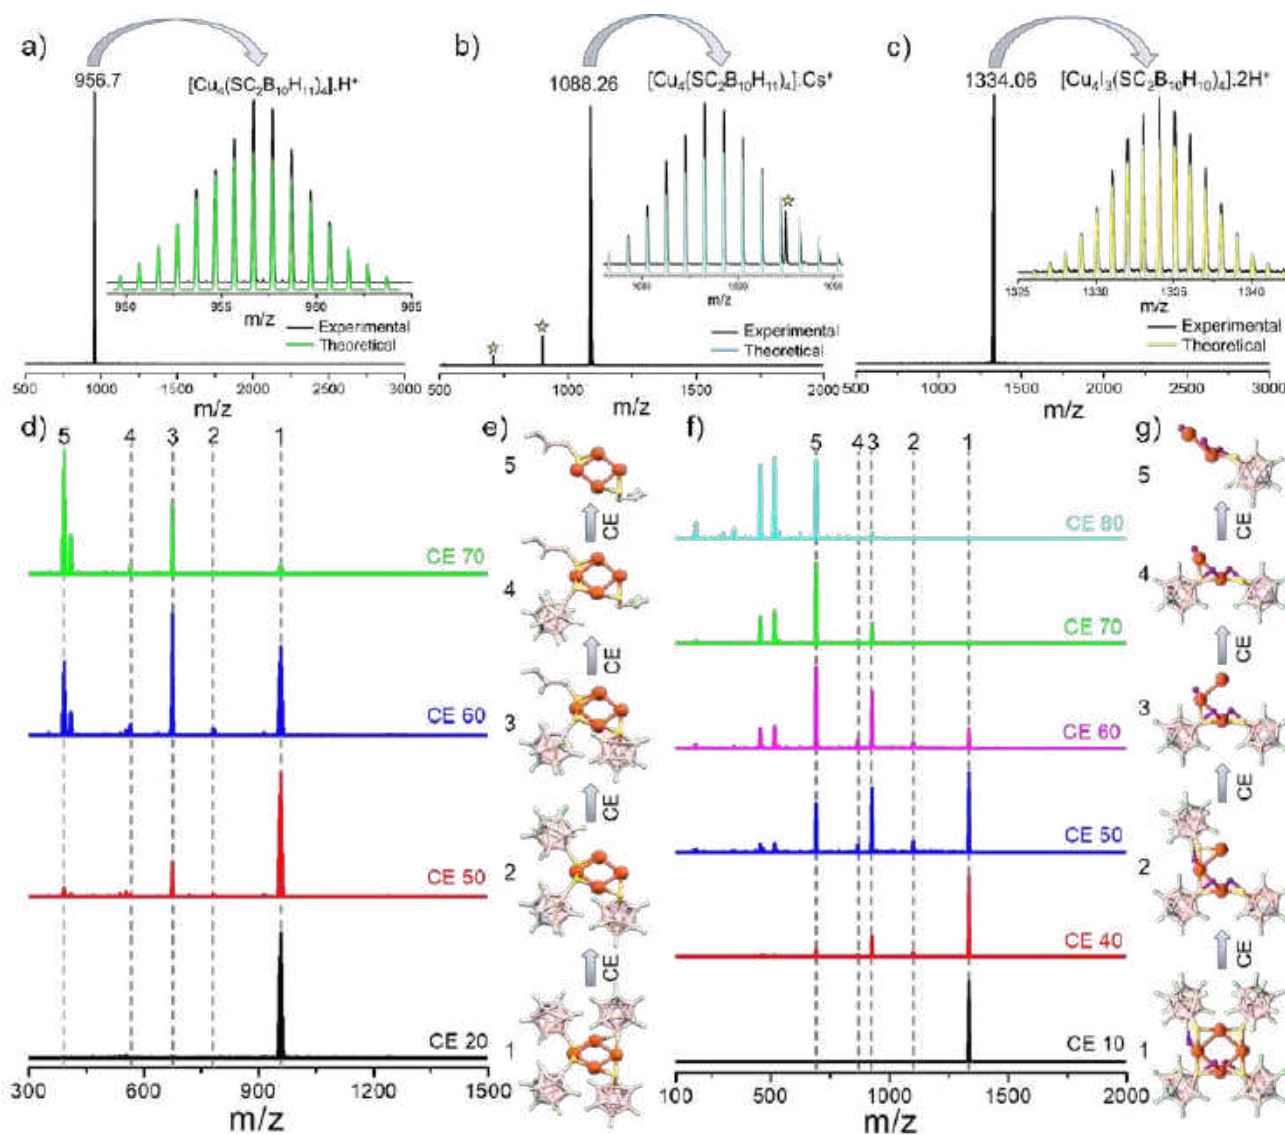 a)
956.7
[Cu₄(SC₂B₁₀H₁₁)₄].H⁺
950 955 960 965
m/z
Experimental
Theoretical
500 1000 1500 2000 2500 3000
m/z
b)
1088.26
[Cu₄(SC₂B₁₀H₁₁)₄].Cs⁺
m/z
Experimental
Theoretical
500 1000 1500 2000
m/z
c)
1334.06
[Cu₄I₃(SC₂B₁₀H₁₀)₄].2H⁺
1325 1330 1335 1340
m/z
Experimental
Theoretical
500 1000 1500 2000 2500 3000
m/z
d)
5 4 3 2 1
CE 70
CE 60
CE 50
CE 20
300 600 900 1200 1500
m/z
e)
5
CE
4
CE
3
CE
2
CE
1
f)
5 4 3 2 1
CE 80
CE 70
CE 60
CE 50
CE 40
CE 10
100 500 1000 1500 2000
m/z
g)
5
CE
4
CE
3
CE
2
CE
1